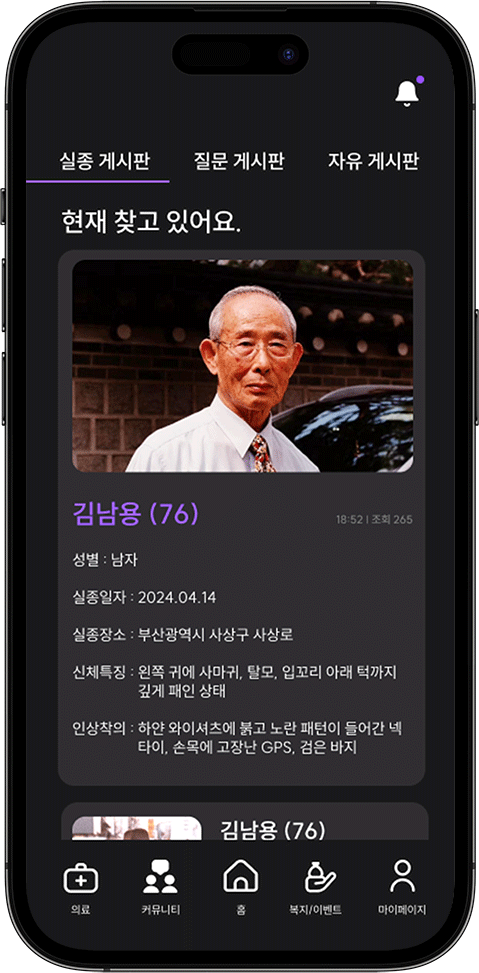 실종 게시판 질문 게시판 자유 게시판
현재 찾고 있어요.
김남용 (76)
18:52 | 조회 265
성별 : 남자
실종일자 : 2024.04.14
실종장소 : 부산광역시 사상구 사상로
신체특징 : 왼쪽 귀에 사마귀, 탈모, 입꼬리 아래 턱까지
깊게 패인 상태
인상착의 : 하얀 와이셔츠에 붉고 노란 패턴이 들어간 넥
타이, 손목에 고장난 GPS, 검은 바지
김남용 (76)
의료 커뮤니티 홈 복지/이벤트 마이페이지